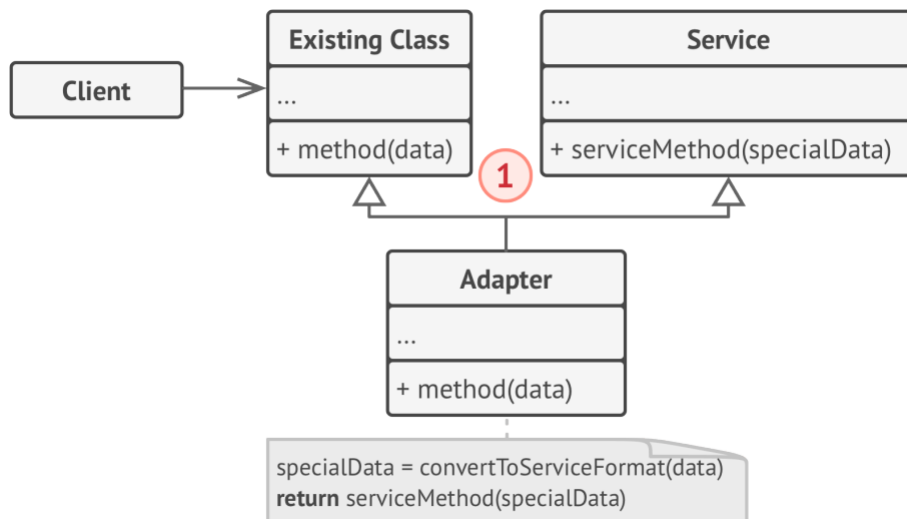 Client
Existing Class
...
+ method(data)
Service
...
+ serviceMethod(specialData)
1
Adapter
...
+ method(data)
specialData = convertToServiceFormat(data)
return serviceMethod(specialData)